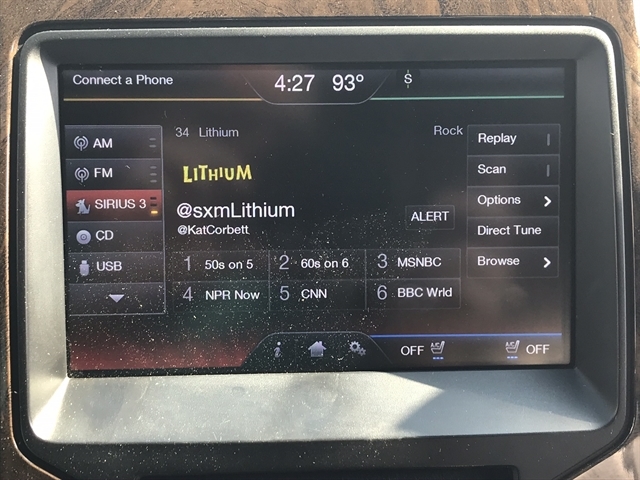 Connect a Phone
4:27 93° S
34 Lithium Rock
LITHIUM
@sxmLithium
@KatCorbett
ALERT
AM
FM
SIRIUS 3
CD
USB
1 50s on 5
2 60s on 6
3 MSNBC
4 NPR Now
5 CNN
6 BBC Wrld
Replay
Scan
Options
Direct Tune
Browse
i
OFF A/C
A/C OFF